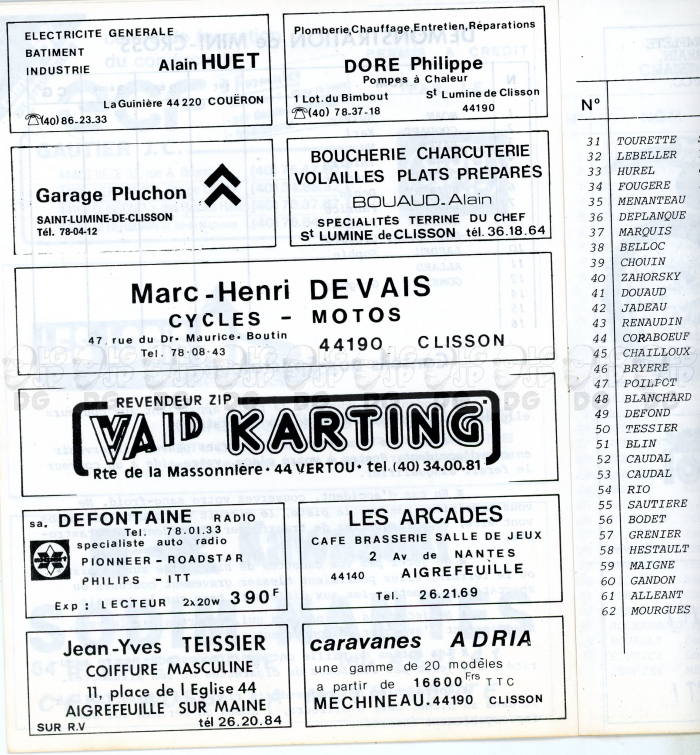 ELECTRICITE GENERALE
BATIMENT
INDUSTRIE
Alain HUET
La Guinière 44 220 COUËRON
☎(40) 86-23-33
Plomberie,Chauffage,Entretien,Réparations
DORE Philippe
Pompes à Chaleur
1 Lot. du Bimbout St Lumine de Clisson
☎(40) 78-37-18 44190
Garage Pluchon
SAINT-LUMINE-DE-CLISSON
Tél. 78-04-12
BOUCHERIE CHARCUTERIE
VOLAILLES PLATS PRÉPARÉS
BOUAUD-Alain
SPECIALITÉS TERRINE DU CHEF
St LUMINE de CLISSON tél. 36.18.64
Marc-Henri DEVAIS
CYCLES - MOTOS
47, rue du Dr. Maurice. Boutin
Tel. 78-08-43
44190 CLISSON
REVENDEUR ZIP
VAID KARTING
Rte de la Massonnière • 44 VERTOU • tel. (40) 34.00.81
sa. DEFONTAINE RADIO
Tel. 78.01.33
specialiste auto radio
PIONNEER - ROADSTAR
PHILIPS - ITT
Exp : LECTEUR 2x20W 390F
LES ARCADES
CAFE BRASSERIE SALLE DE JEUX
2 Av de NANTES
44140 AIGREFEUILLE
Tel. 26.21.69
Jean-Yves TEISSIER
COIFFURE MASCULINE
11, place de l Eglise 44
AIGREFEUILLE SUR MAINE
SUR R.V tél 26.20.84
caravanes ADRIA
une gamme de 20 modèles
a partir de 16600Frs TTC
MECHINEAU.44190 CLISSON
N°
31 TOURETTE
32 LEBELLER
33 HUREL
34 FOUGERE
35 MENANTEAU
36 DEPLANQUE
37 MARQUIS
38 BELLOC
39 CHOUIN
40 ZAHORSKY
41 DOUAUD
42 JADEAU
43 RENAUDIN
44 CORABOEUF
45 CHAILLOUX
46 BRYERE
47 POILPOT
48 BLANCHARD
49 DEFOND
50 TESSIER
51 BLIN
52 CAUDAL
53 CAUDAL
54 RIO
55 SAUTIERE
56 BODET
57 GRENIER
58 HESTAULT
59 MAIGNE
60 GANDON
61 ALLEANT
62 MOURGUES